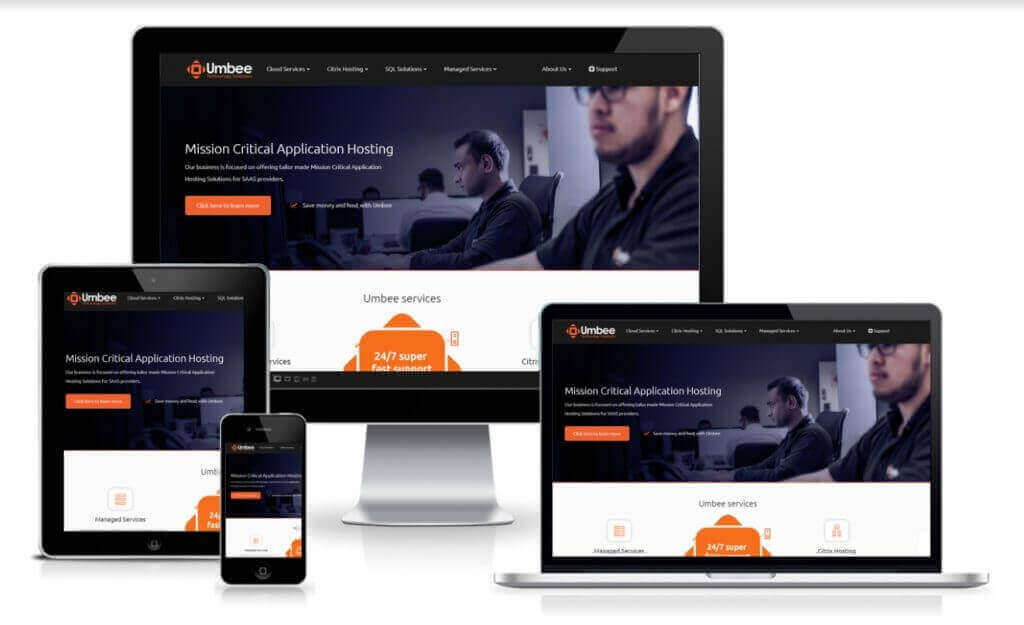 Umbee
Technology Solutions
Cloud Services
Citrix Hosting
SQL Solutions
Managed Services
About Us
Support
Mission Critical Application Hosting
Our business is focused on offering tailor made Mission Critical Application
Hosting Solutions for SAAS providers.
Click here to learn more
Save money and host with Umbee
Umbee services
24/7 super
fast support
vices
Citri
Umbee
Cloud Services
Citrix Hosting
SQL Solution
Mission Critical Application Hosting
Our business is focused on offering tailor made Mission Critical Application
Hosting Solutions for SAAS providers.
Click here to learn more
Save money and host with Umbee
Umb
24/7
fast
Managed Services
Umbee
Mission Critical Application Hostin
Umbee
Cloud Services
Citrix Hosting
SQL Solutions
Managed Services
About Us
Support
Mission Critical Application Hosting
Our business is focused on offering tailor made Mission Critical Application
Hosting Solutions for SAAS providers.
Click here to learn more
Save money and host with Umbee
Umbee services
24/7 super
Managed Services
Citrix Hosting